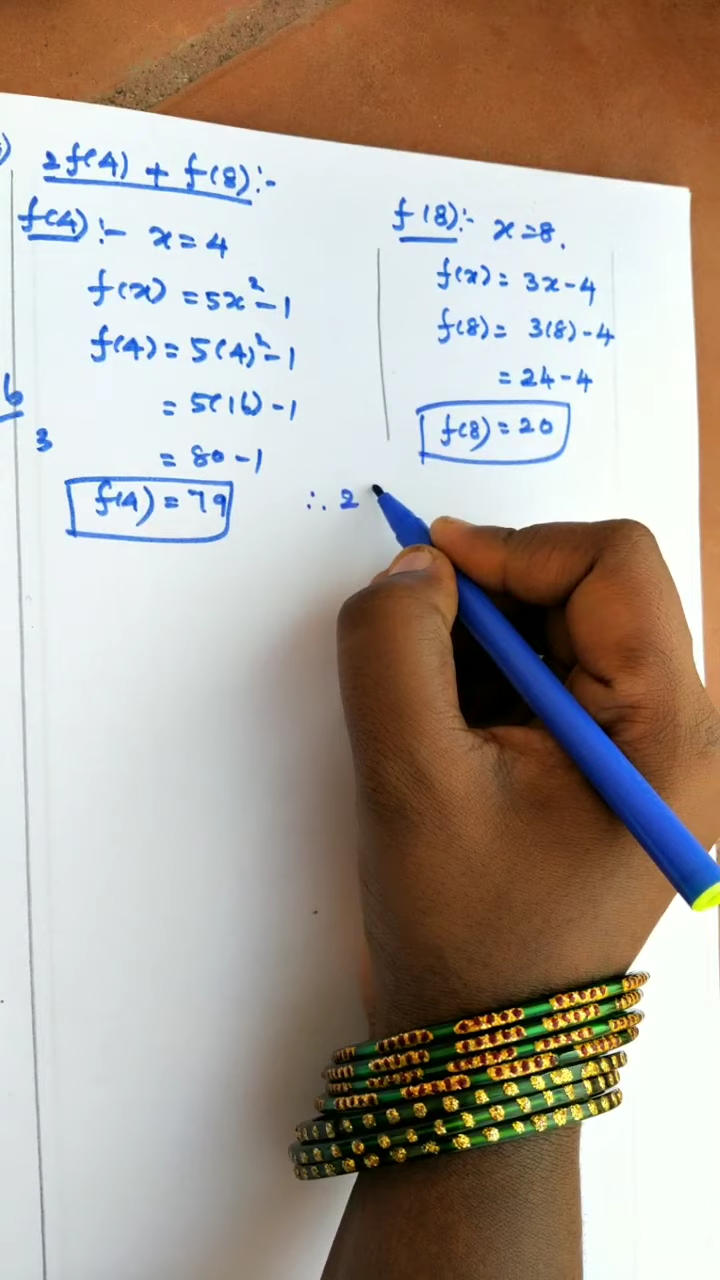 2f(4) + f(8):-
f(4):- x = 4
f(x) = 5x²-1
f(4) = 5(4)²-1
= 5(16)-1
= 80-1
f(4) = 79
f(8):- x=8.
f(x) = 3x-4
f(8) = 3(8)-4
= 24-4
f(8) = 20
∴ 2
3